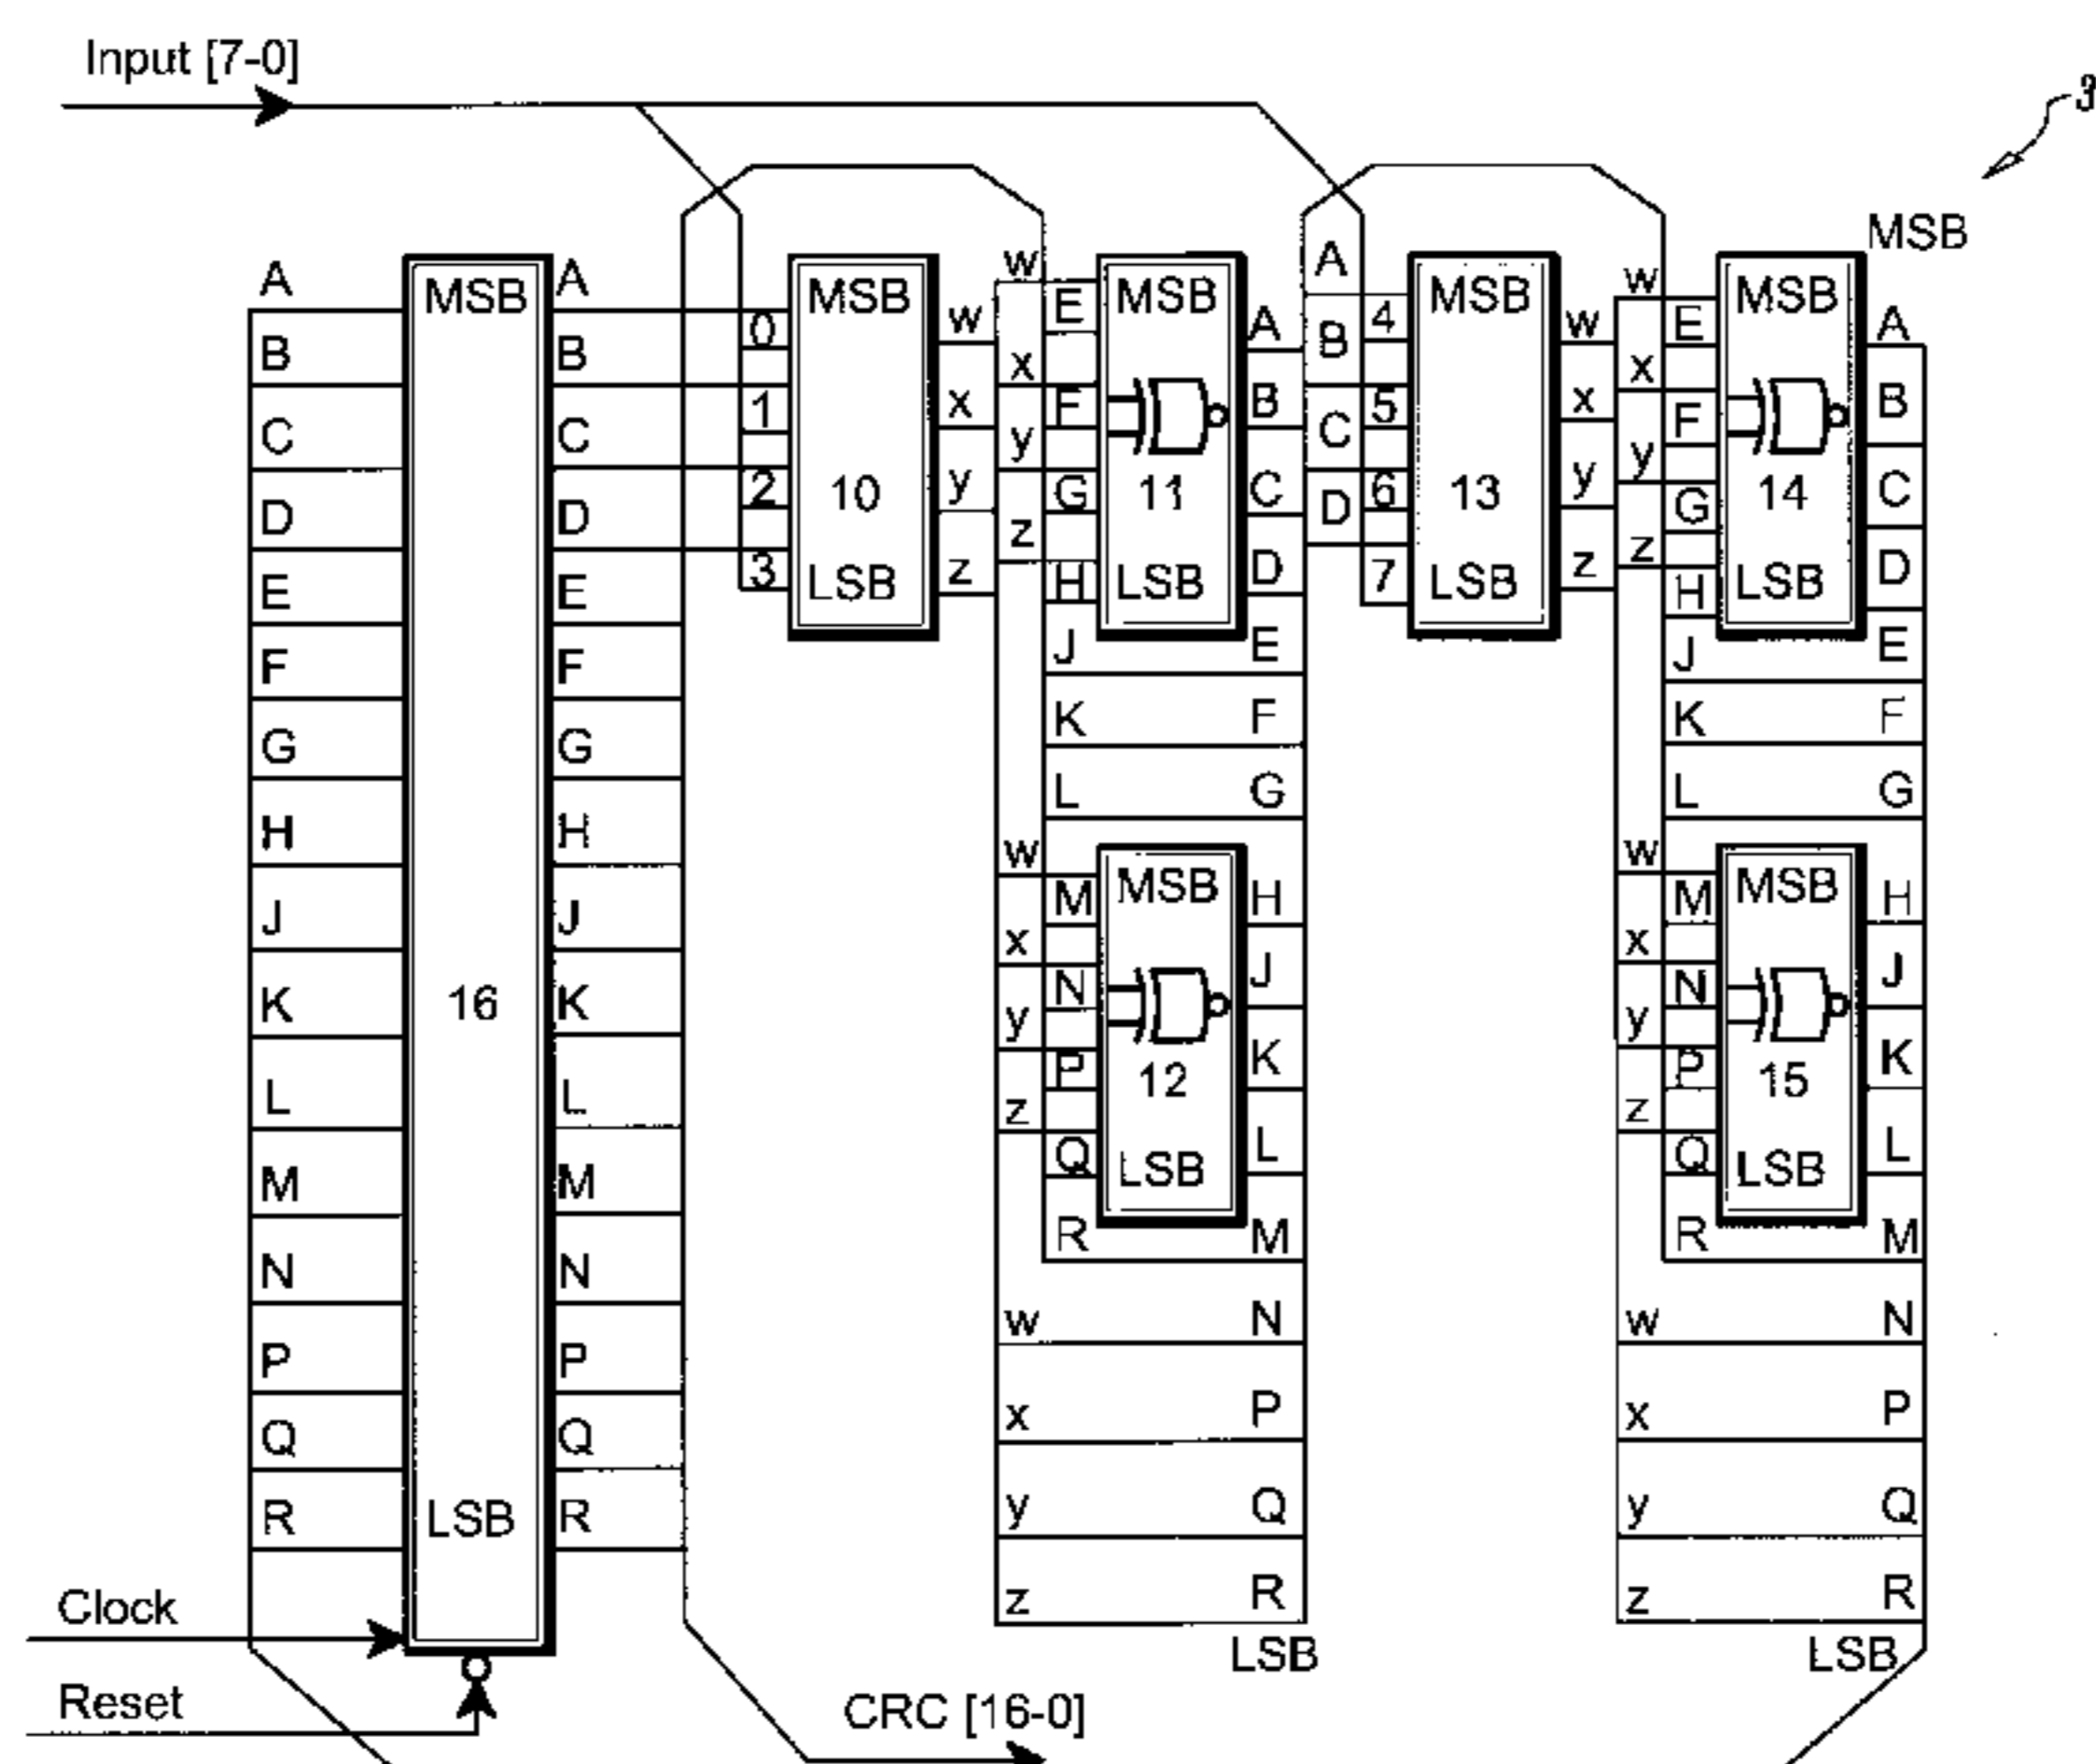 Input [7-0]
3
MSB
A
B
C
D
E
F
G
H
J
K
L
M
N
P
Q
R
MSB
16
LSB
A
B
C
D
E
F
G
H
J
K
L
M
N
P
Q
R
0
1
2
3
MSB
10
LSB
w
x
y
z
w
x
y
z
E
F
G
H
MSB
11
LSB
A
B
C
D
J E
K F
L G
w
x
y
z
M
N
P
Q
MSB
12
LSB
H
J
K
L
R M
w N
x P
y Q
z R
LSB
A
B
C
D
4
5
6
7
MSB
13
LSB
w
x
y
z
w
x
y
z
E
F
G
H
MSB
14
LSB
A
B
C
D
J E
K F
L G
w
x
y
z
M
N
P
Q
MSB
15
LSB
H
J
K
L
R M
w N
x P
y Q
z R
LSB
Clock
Reset
CRC [16-0]